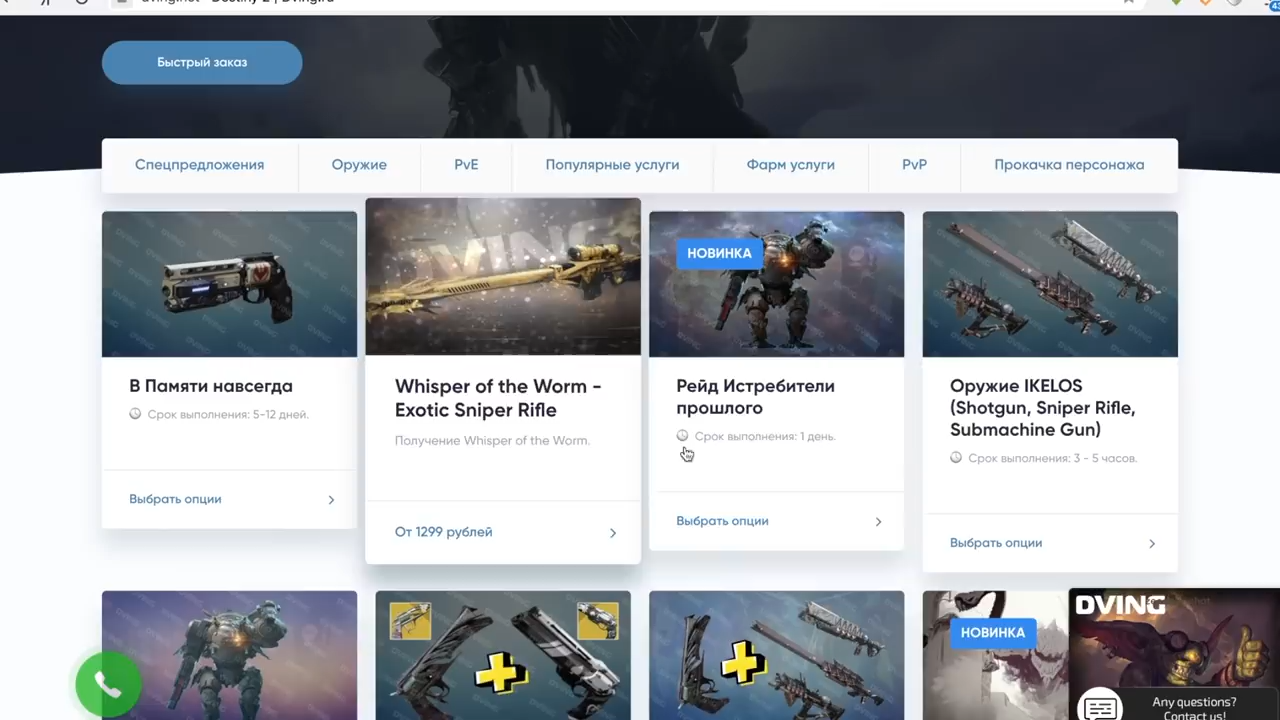 Быстрый заказ
Спецпредложения
Оружие
PvE
Популярные услуги
Фарм услуги
PvP
Прокачка персонажа
НОВИНКА
В Памяти навсегда
Срок выполнения: 5-12 дней.
Выбрать опции
Whisper of the Worm -
Exotic Sniper Rifle
Получение Whisper of the Worm.
От 1299 рублей
Рейд Истребители
прошлого
Срок выполнения: 1 день.
Выбрать опции
Оружие IKELOS
(Shotgun, Sniper Rifle,
Submachine Gun)
Срок выполнения: 3 - 5 часов.
Выбрать опции
НОВИНКА
DVING
Any questions?
Contact us!